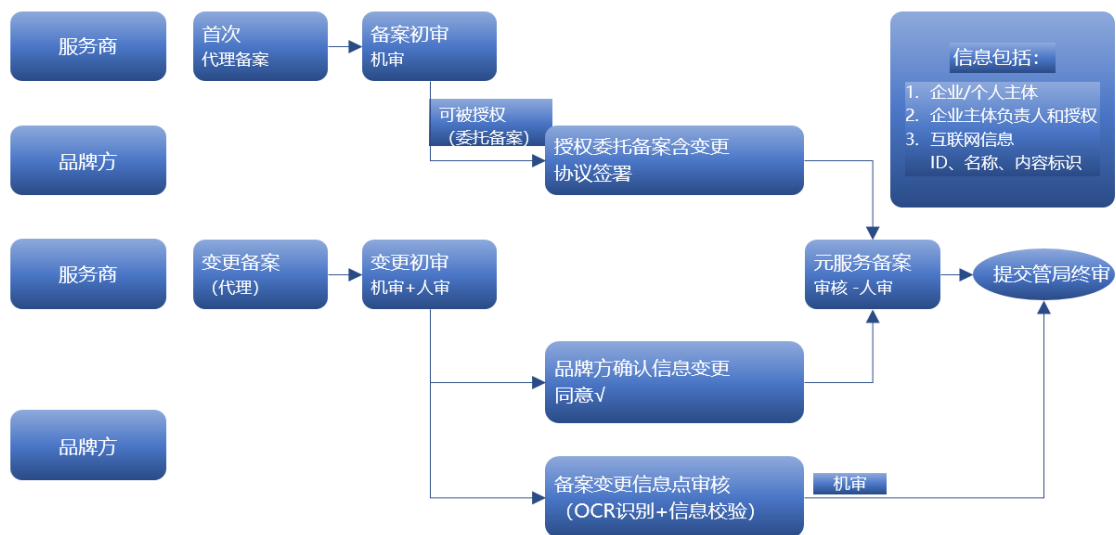 服务商
首次
代理备案
备案初审
机审
信息包括:
1. 企业/个人主体
2. 企业主体负责人和授权
3. 互联网信息
ID、名称、内容标识
可被授权
（委托备案）
品牌方
授权委托备案含变更
协议签署
服务商
变更备案
（代理）
变更初审
机审+人审
元服务备案
审核 -人审
提交管局终审
品牌方确认信息变更
同意√
品牌方
备案变更信息点审核
（OCR识别+信息校验）
机审